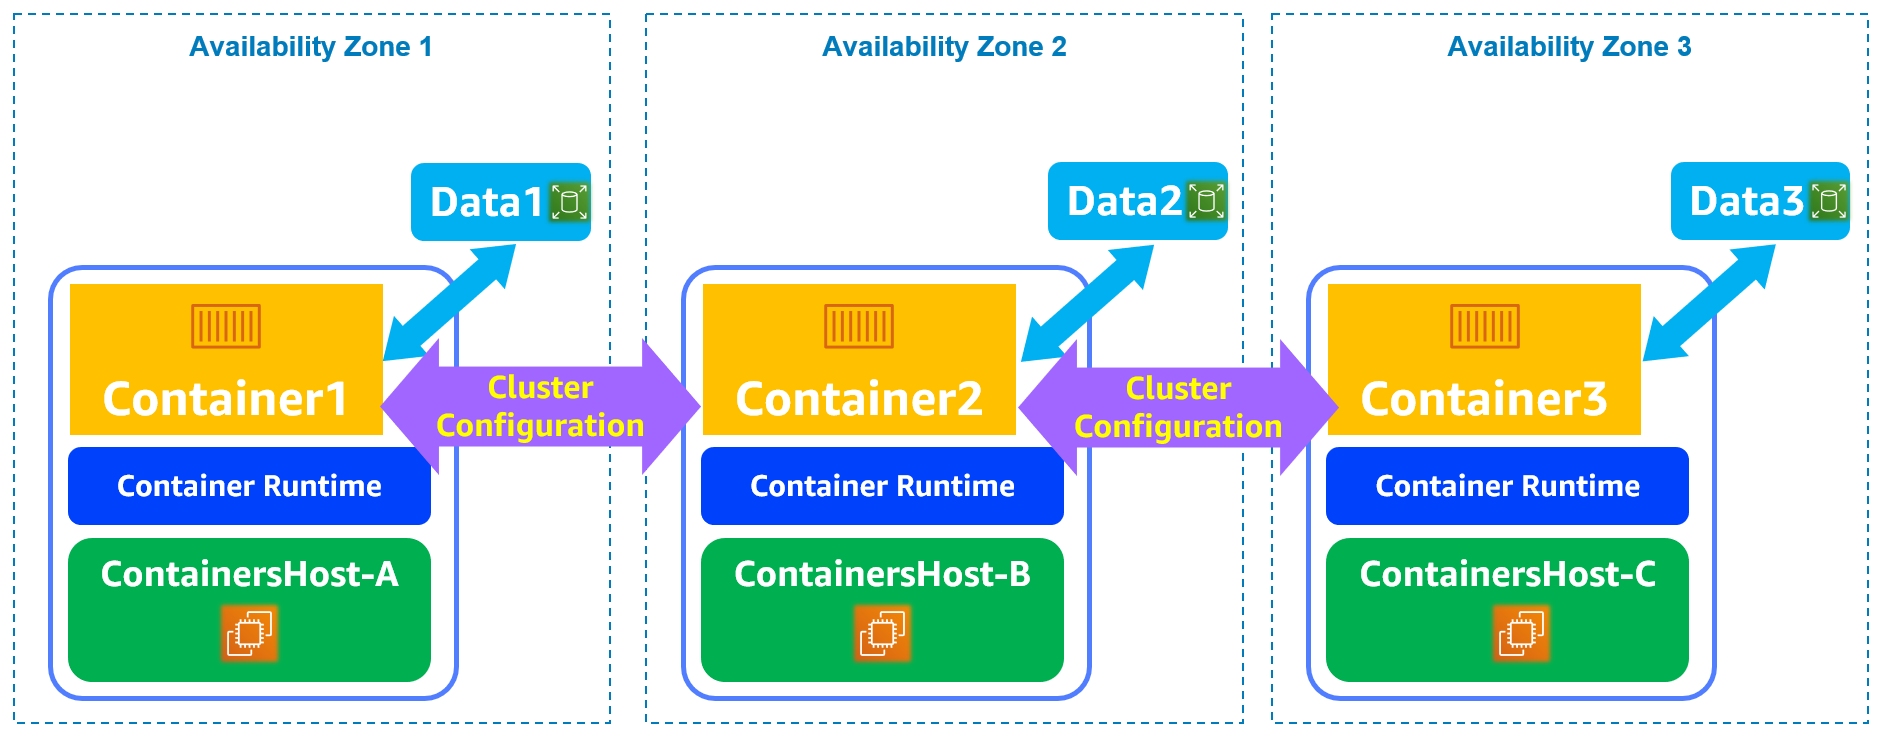 Availability Zone 1
Availability Zone 2
Availability Zone 3
Data1
Data2
Data3
Container1
Cluster
Configuration
Container2
Cluster
Configuration
Container3
Container Runtime
Container Runtime
Container Runtime
ContainersHost-A
ContainersHost-B
ContainersHost-C